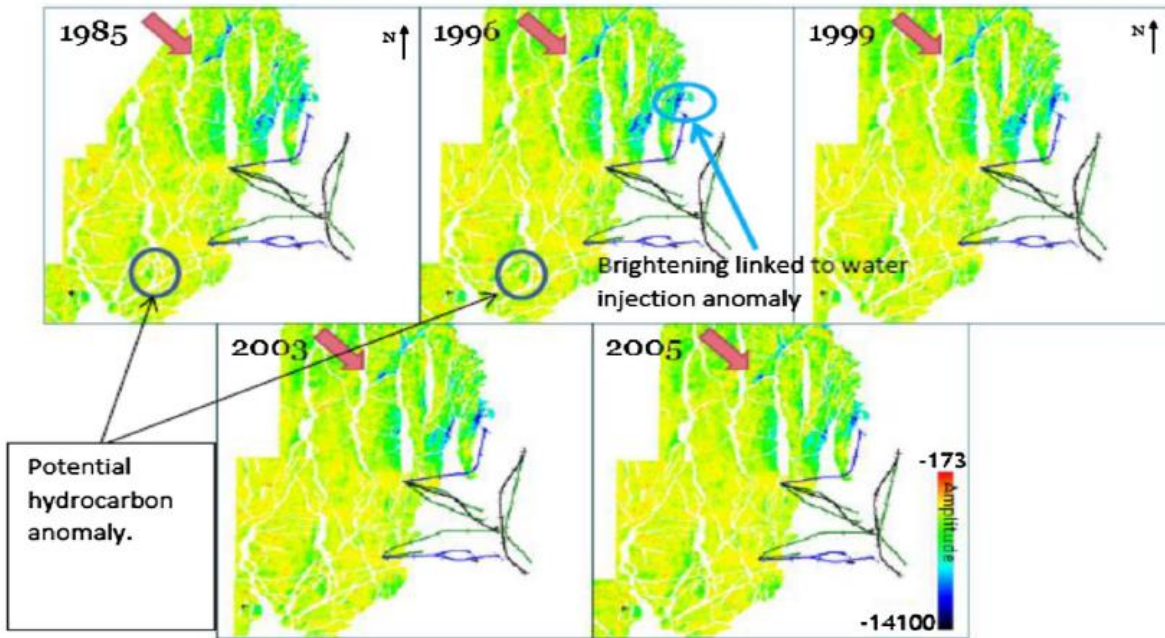 1985
N
1996
1999
N
Brightening linked to water
injection anomaly
2003
2005
Potential
hydrocarbon
anomaly.
-173
Amplitude
-14100